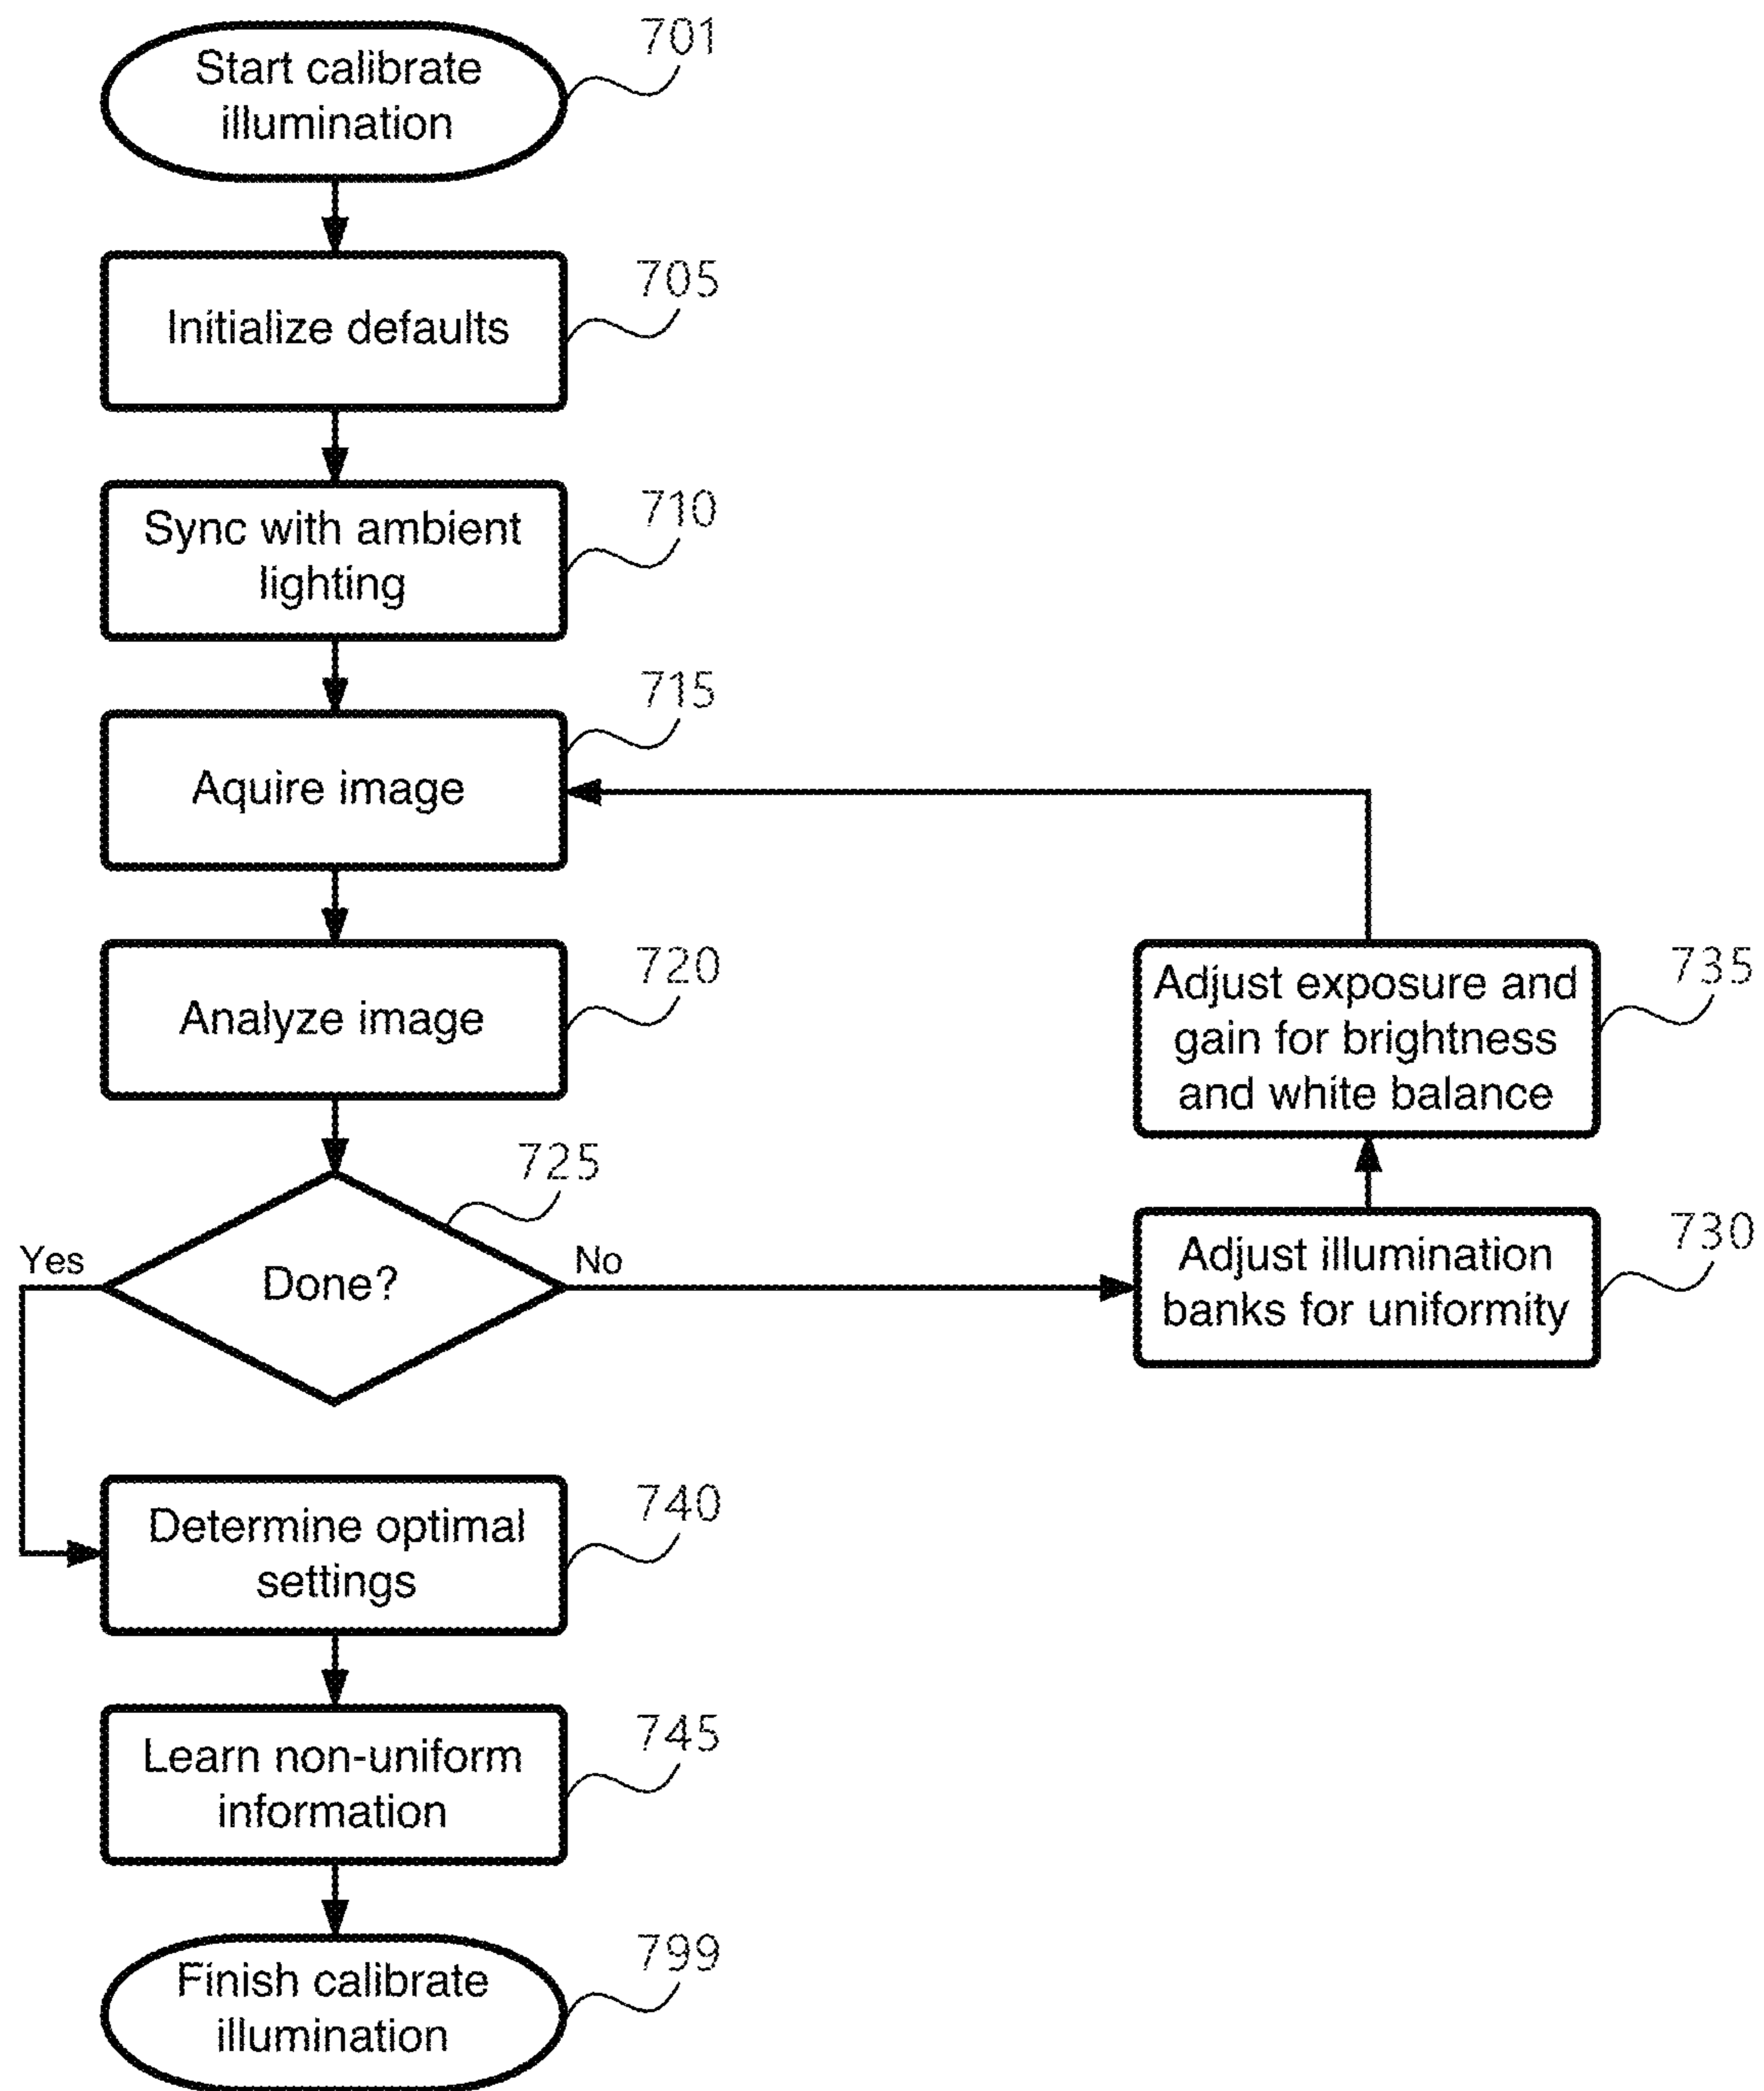 Start calibrate
illumination
701
Initialize defaults
705
Sync with ambient
lighting
710
Aquire image
715
Analyze image
720
Done?
725
Yes
No
Adjust illumination
banks for uniformity
730
Adjust exposure and
gain for brightness
and white balance
735
Determine optimal
settings
740
Learn non-uniform
information
745
Finish calibrate
illumination
799